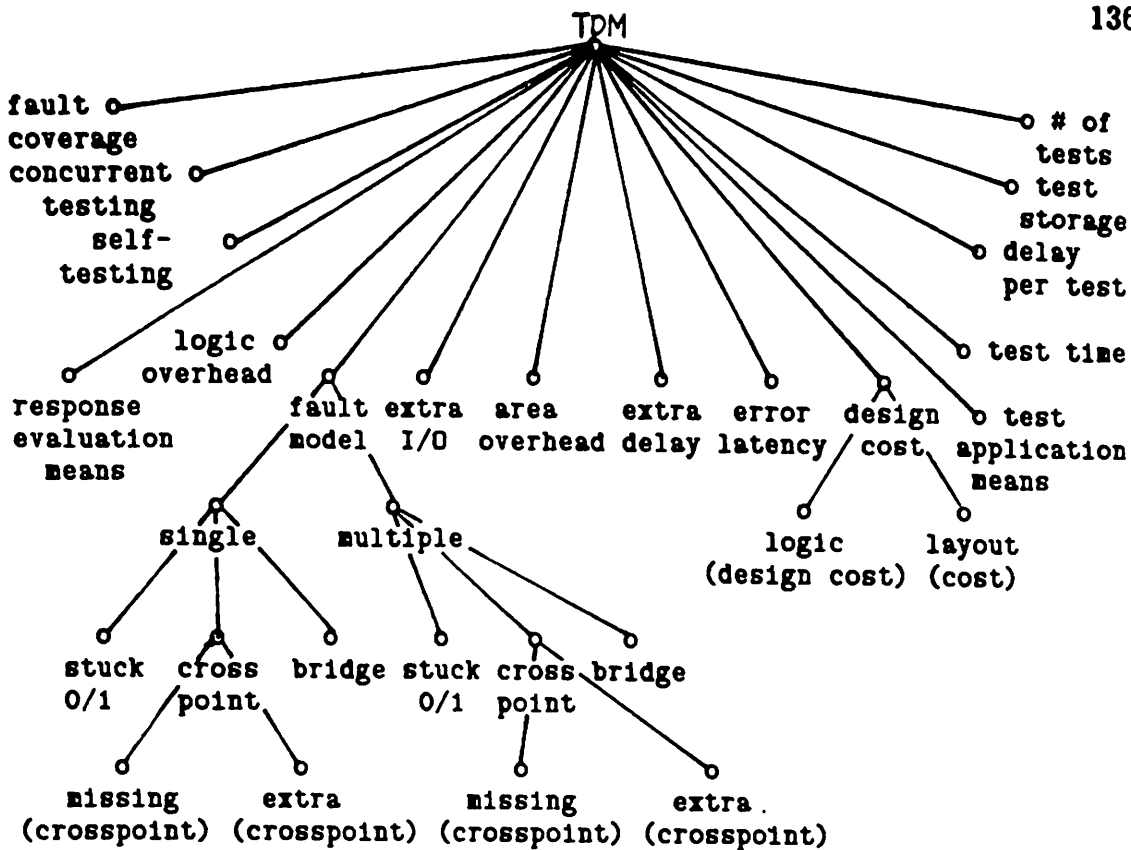 136
TDM
fault
coverage
concurrent
testing
self-
testing
# of
tests
test
storage
delay
per test
logic
overhead
test time
response
evaluation
means
fault
model
extra
I/O
area
overhead
extra
delay
error
latency
design
cost
test
application
means
single
multiple
logic
(design cost)
layout
(cost)
stuck
0/1
cross
point
bridge
stuck
0/1
cross
point
bridge
missing
(crosspoint)
extra
(crosspoint)
missing
(crosspoint)
extra
(crosspoint)